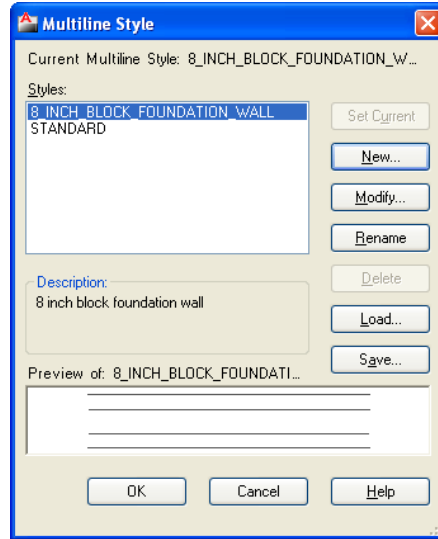 Multiline Style
Current Multiline Style: 8_INCH_BLOCK_FOUNDATION_W...
Styles:
8_INCH_BLOCK_FOUNDATION_WALL
STANDARD
Set Current
New...
Modify...
Rename
Delete
Load...
Save...
Description:
8 inch block foundation wall
Preview of: 8_INCH_BLOCK_FOUNDATI...
OK
Cancel
Help